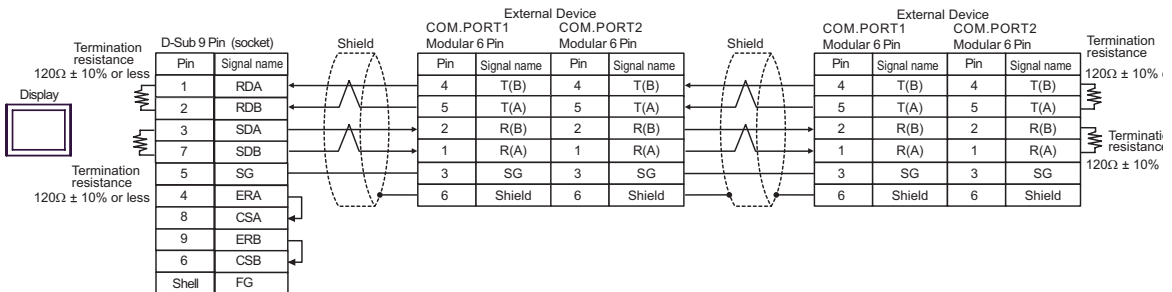 External Device
External Device
COM.PORT1 COM.PORT2
COM.PORT1 COM.PORT2
D-Sub 9 Pin (socket)
Shield
Modular 6 Pin Modular 6 Pin
Shield
Modular 6 Pin Modular 6 Pin
Termination
resistance
120Ω ± 10% or less
Termination
resistance
120Ω ± 10%
Display
Pin Signal name
1 RDA
2 RDB
3 SDA
7 SDB
5 SG
4 ERA
8 CSA
9 ERB
6 CSB
Shell FG
Termination
resistance
120Ω ± 10% or less
Pin Signal name Pin Signal name
4 T(B) 4 T(B)
5 T(A) 5 T(A)
2 R(B) 2 R(B)
1 R(A) 1 R(A)
3 SG 3 SG
6 Shield 6 Shield
Pin Signal name Pin Signal name
4 T(B) 4 T(B)
5 T(A) 5 T(A)
2 R(B) 2 R(B)
1 R(A) 1 R(A)
3 SG 3 SG
6 Shield 6 Shield
resistance
120Ω ± 10%